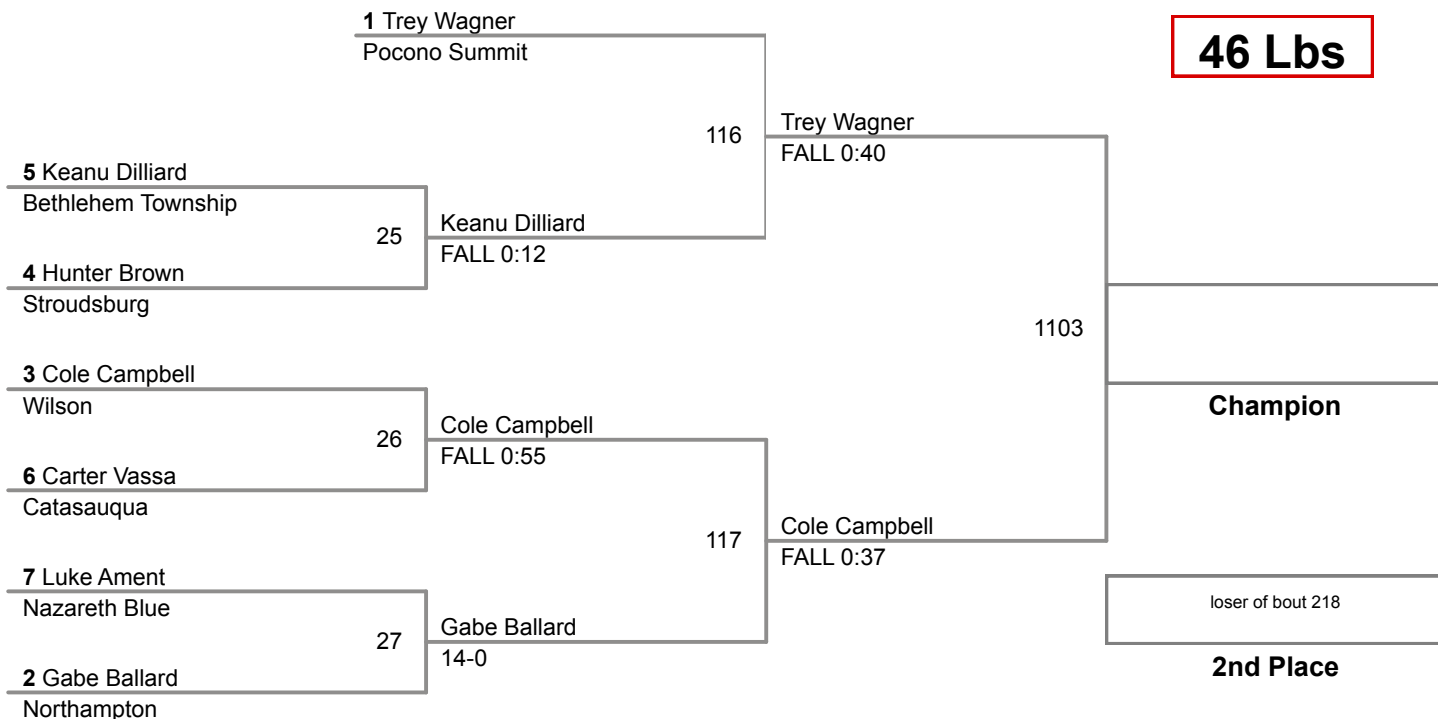 1 Trey Wagner
Pocono Summit
46 Lbs
116
Trey Wagner
FALL 0:40
5 Keanu Dilliard
Bethlehem Township
25
Keanu Dilliard
FALL 0:12
4 Hunter Brown
Stroudsburg
1103
3 Cole Campbell
Wilson
26
Cole Campbell
FALL 0:55
Champion
6 Carter Vassa
Catasauqua
117
Cole Campbell
FALL 0:37
7 Luke Ament
Nazareth Blue
27
Gabe Ballard
14-0
loser of bout 218
2nd Place
2 Gabe Ballard
Northampton